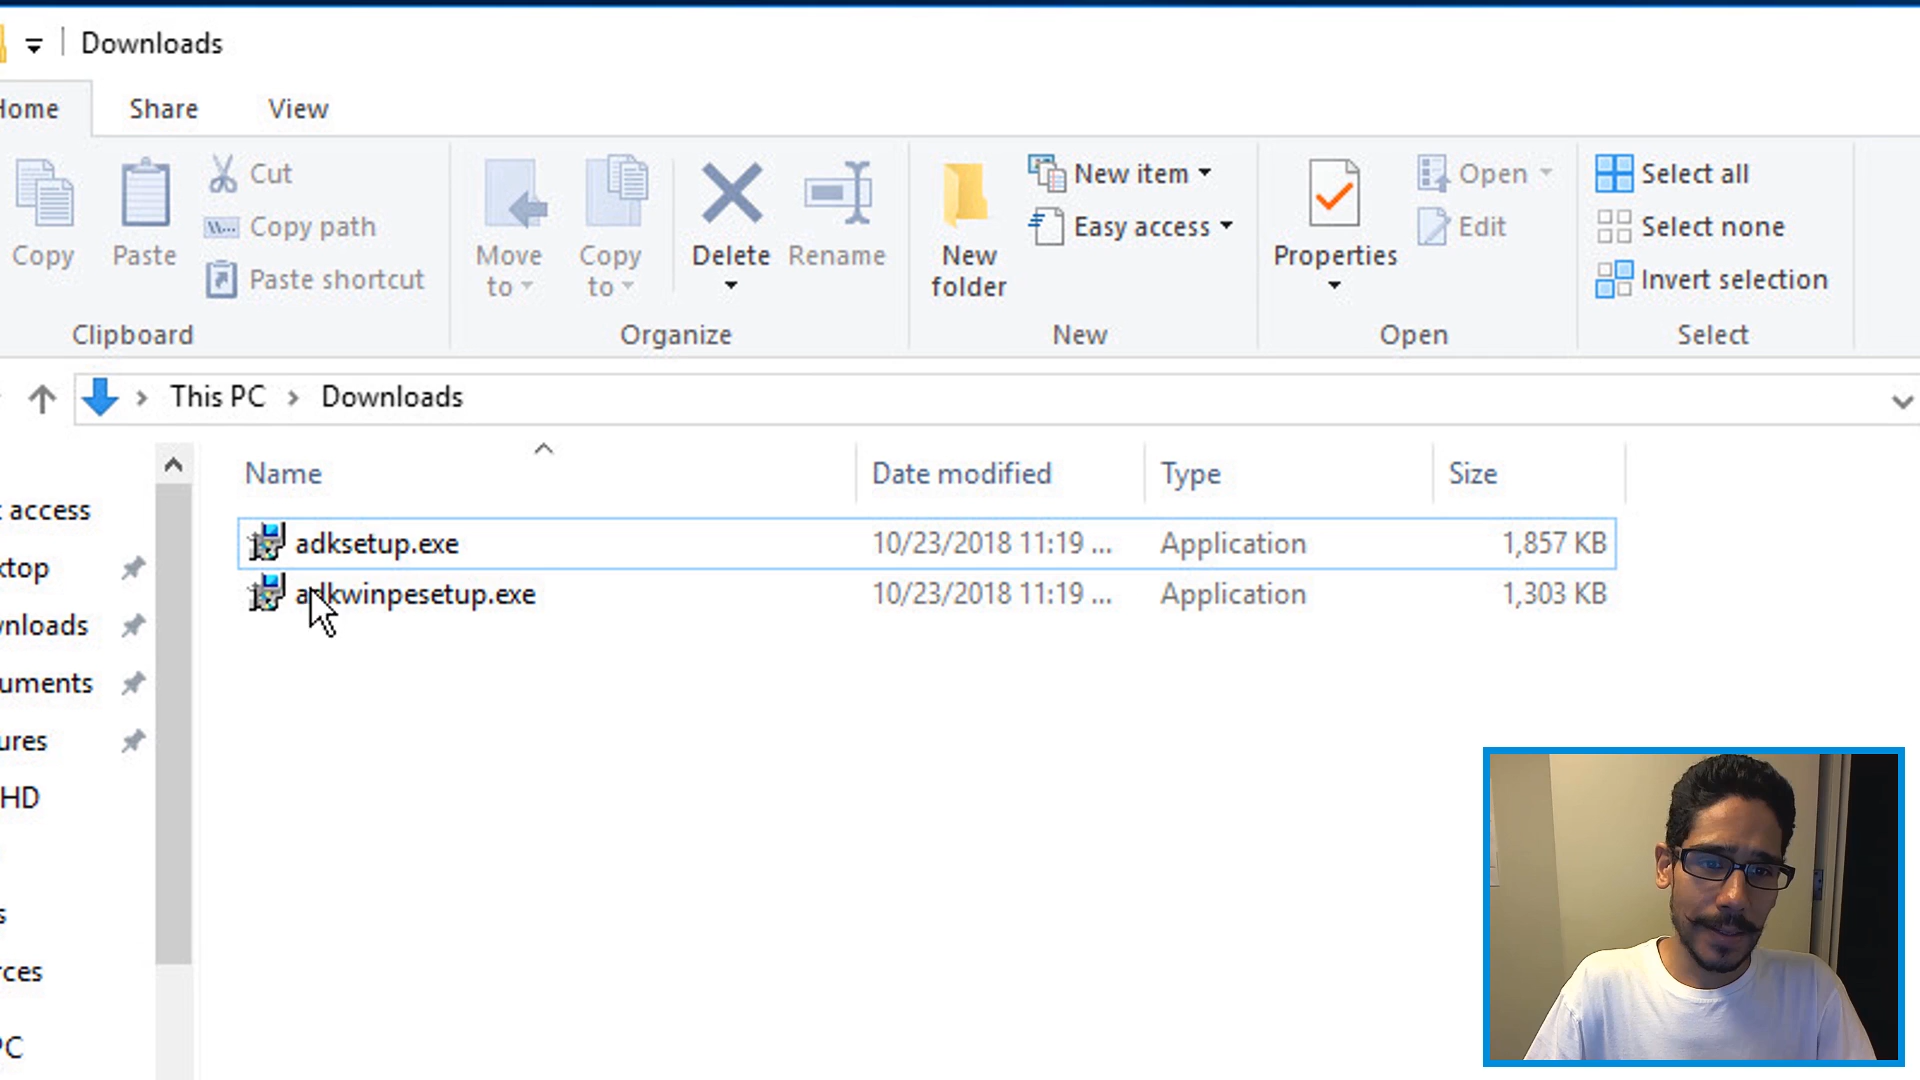 Downloads
Home Share View
Copy
Paste
Cut
Copy path
Paste shortcut
Clipboard
Move to
Copy to
Delete
Rename
Organize
New folder
New item
Easy access
New
Properties
Open
Edit
Open
Select all
Select none
Invert selection
Select
This PC > Downloads
Name Date modified Type Size
adksetup.exe 10/23/2018 11:19 ... Application 1,857 KB
adkwinpesetup.exe 10/23/2018 11:19 ... Application 1,303 KB
t access
ktop
wnloads
uments
ures
HD
s
rces
PC